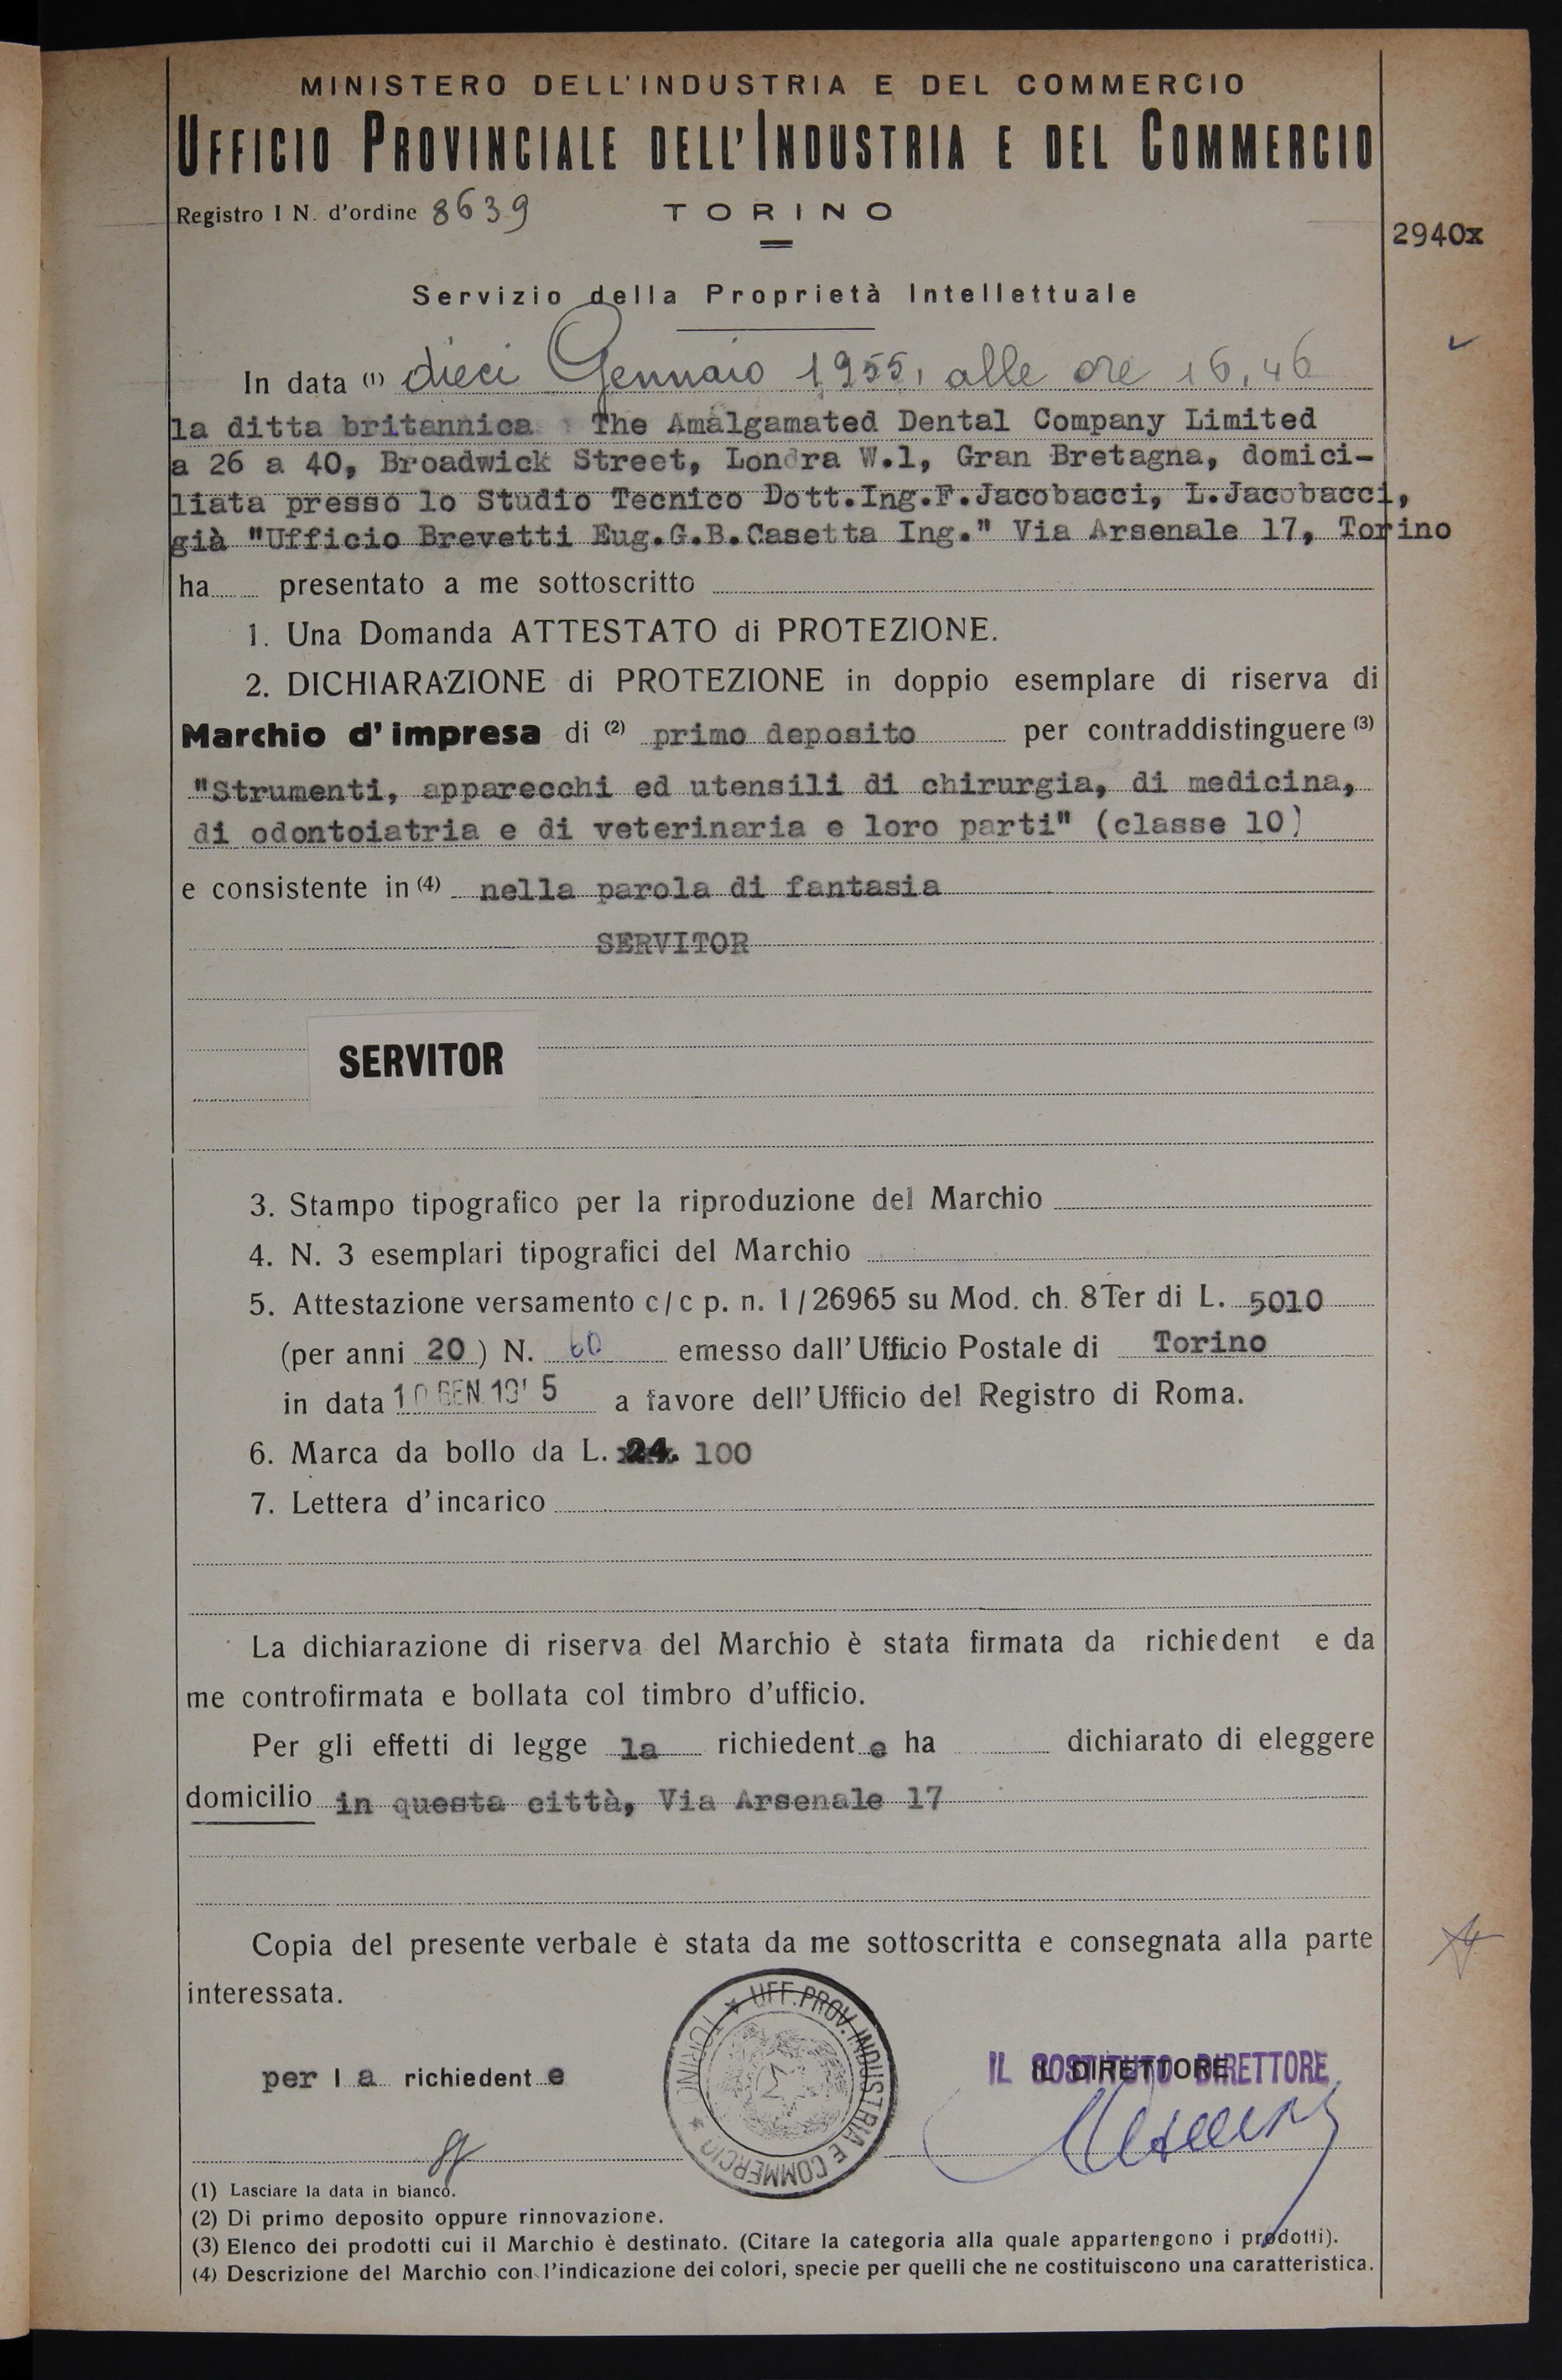 MINISTERO DELL'INDUSTRIA E DEL COMMERCIO
UFFICIO PROVINCIALE DELL'INDUSTRIA E DEL COMMERCIO
Registro I N. d'ordine 8639 TORINO
2940x
Servizio della Proprietà Intellettuale
In data (1) dieci Gennaio 1955, alle ore 16,46
la ditta britannica The Amalgamated Dental Company Limited
a 26 a 40, Broadwick Street, Londra W.1, Gran Bretagna, domici-
liata presso lo Studio Tecnico Dott.Ing.F.Jacobacci, L.Jacobacci,
già "Ufficio Brevetti Eug.G.B.Casetta Ing." Via Arsenale 17, Torino
ha presentato a me sottoscritto
1. Una Domanda ATTESTATO di PROTEZIONE.
2. DICHIARAZIONE di PROTEZIONE in doppio esemplare di riserva di
Marchio d'impresa di (2) primo deposito per contraddistinguere (3)
"Strumenti, apparecchi ed utensili di chirurgia, di medicina,
di odontoiatria e di veterinaria e loro parti" (classe 10)
e consistente in (4) nella parola di fantasia
SERVITOR
SERVITOR
3. Stampo tipografico per la riproduzione del Marchio
4. N. 3 esemplari tipografici del Marchio
5. Attestazione versamento c/c p. n. 1/26965 su Mod. ch. 8 Ter di L. 5010
(per anni 20) N. 60 emesso dall'Ufficio Postale di Torino
in data 10 GEN 19 5 a favore dell'Ufficio del Registro di Roma.
6. Marca da bollo da L. 24. 100
7. Lettera d'incarico
La dichiarazione di riserva del Marchio è stata firmata da richiedent e da
me controfirmata e bollata col timbro d'ufficio.
Per gli effetti di legge la richiedente ha dichiarato di eleggere
domicilio in questa città, Via Arsenale 17
Copia del presente verbale è stata da me sottoscritta e consegnata alla parte
interessata.
UFF. PROV. INDUSTRIA E COMMERCIO * TORINO *
per la richiedente
IL DIRETTORE
IL SOSTITUTO DIRETTORE
(1) Lasciare la data in bianco.
(2) Di primo deposito oppure rinnovazione.
(3) Elenco dei prodotti cui il Marchio è destinato. (Citare la categoria alla quale appartengono i prodotti).
(4) Descrizione del Marchio con l'indicazione dei colori, specie per quelli che ne costituiscono una caratteristica.